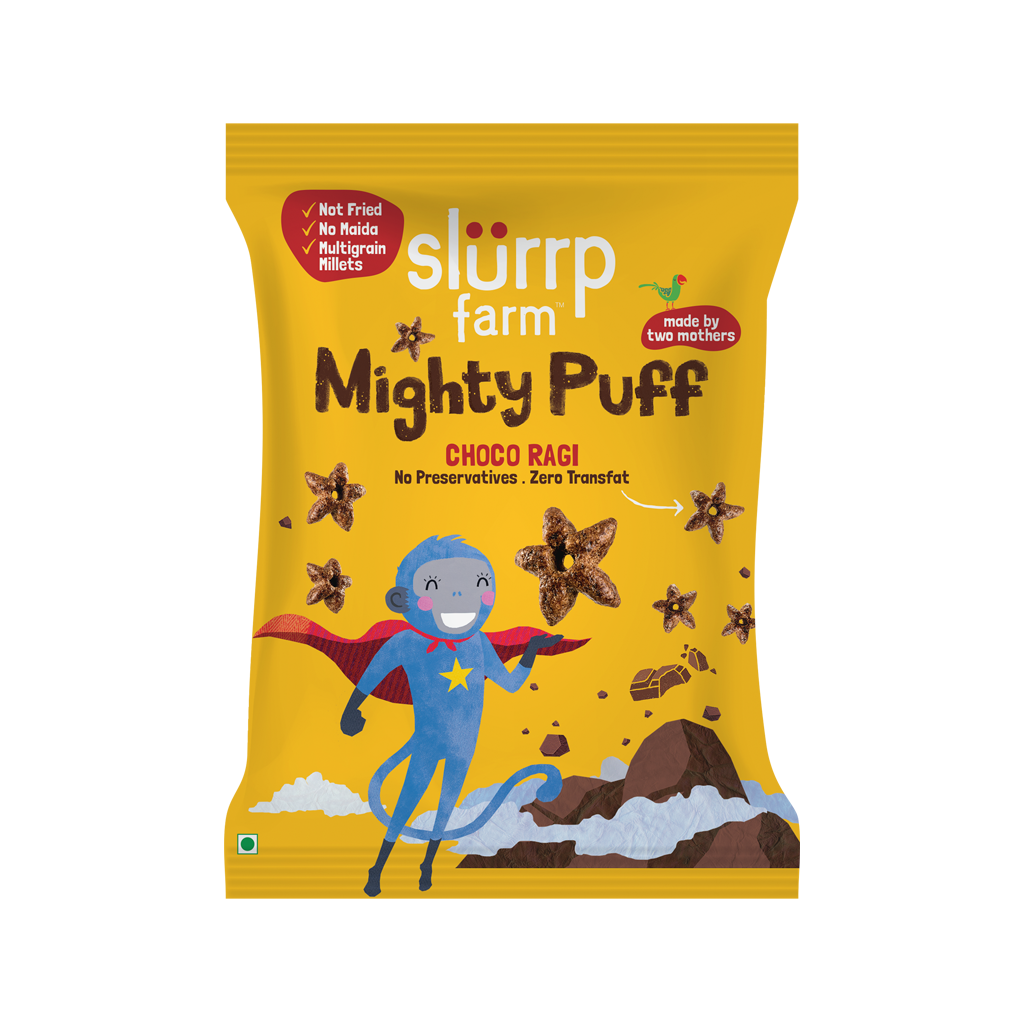 ✓ Not Fried
✓ No Maida
✓ Multigrain
Millets
slürrp
farm™
made by
two mothers
Mighty Puff
CHOCO RAGI
No Preservatives . Zero Transfat